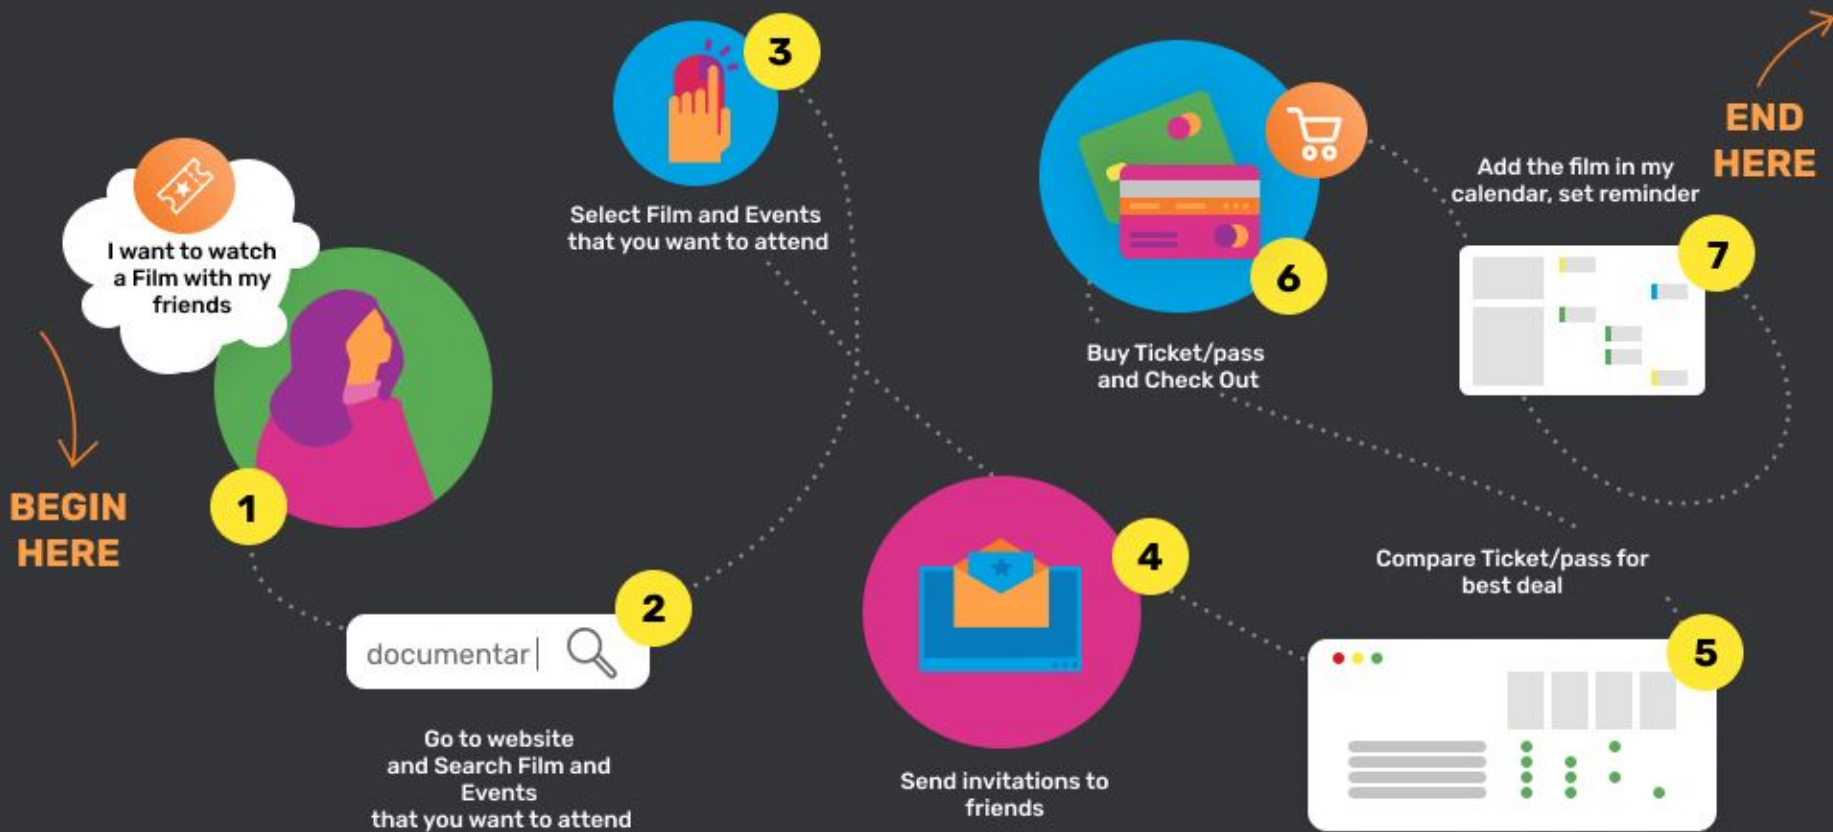 BEGIN
HERE
I want to watch
a Film with my
friends
1
documentar
2
Go to website
and Search Film and
Events
that you want to attend
3
Select Film and Events
that you want to attend
4
Send invitations to
friends
Compare Ticket/pass for
best deal
5
6
Buy Ticket/pass
and Check Out
Add the film in my
calendar, set reminder
7
END
HERE